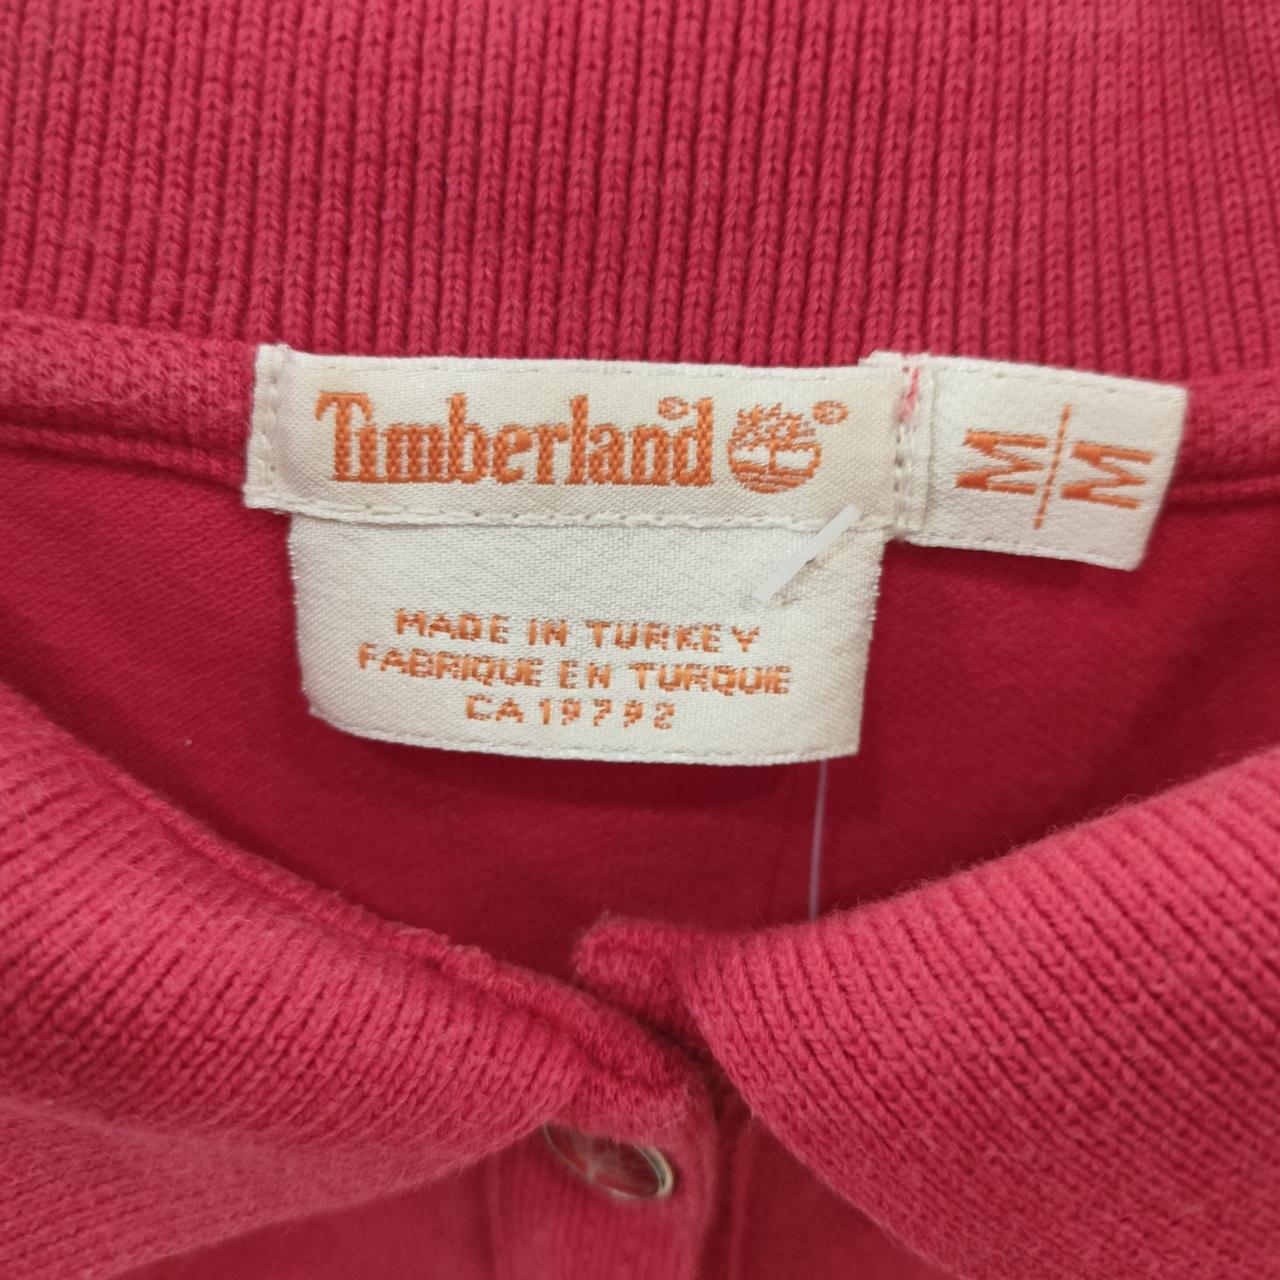 Timberland®
M/M
MADE IN TURKEY
FABRIQUE EN TURQUIE
CA 19792